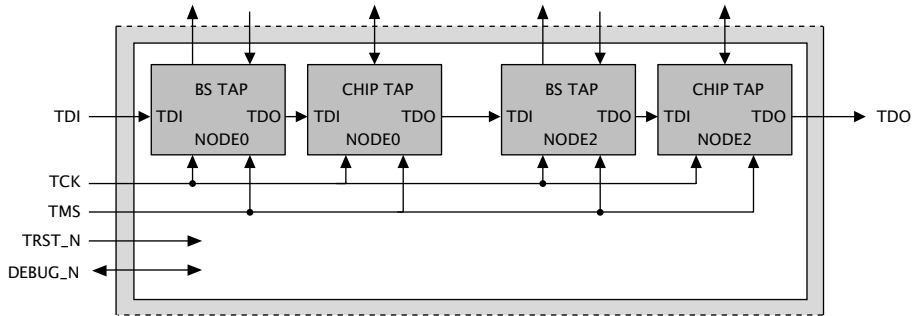 BS TAP
CHIP TAP
BS TAP
CHIP TAP
TDI
TDI
TDO
TDI
TDO
TDI
TDO
TDI
TDO
TDO
NODE0
NODE0
NODE2
NODE2
TCK
TMS
TRST_N
DEBUG_N